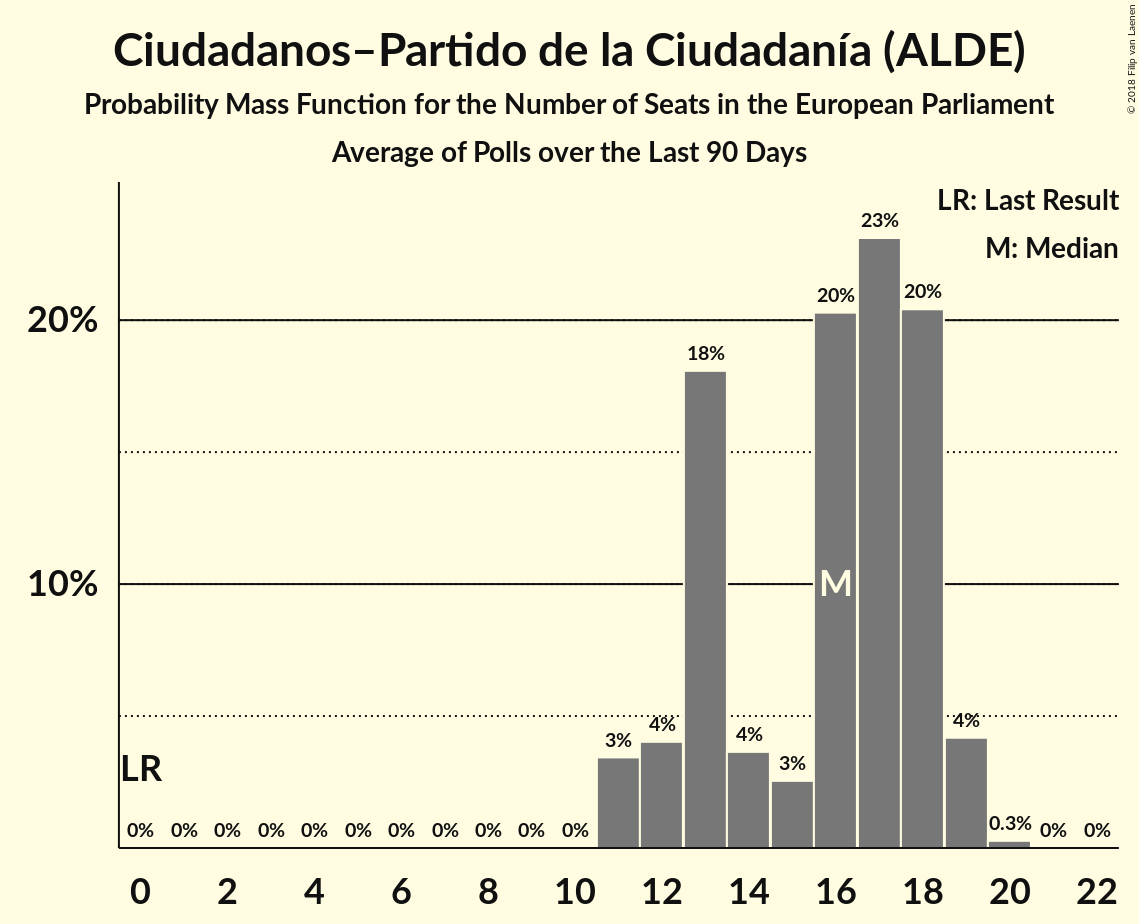 Ciudadanos–Partido de la Ciudadanía (ALDE)
Probability Mass Function for the Number of Seats in the European Parliament
Average of Polls over the Last 90 Days
© 2018 Filip van Laenen
LR: Last Result
M: Median
23%
20%
20%
20%
18%
10%
M
4%
4%
3%
4%
3%
LR
0.3%
0% 0% 0% 0% 0% 0% 0% 0% 0% 0% 0% 0% 0%
0 2 4 6 8 10 12 14 16 18 20 22